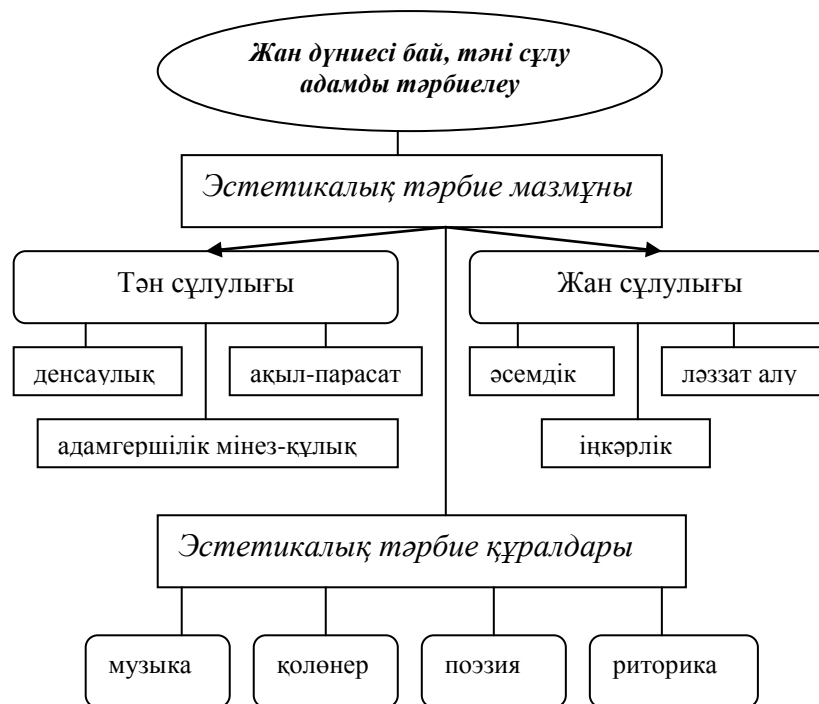 Жан дүниесі бай, тәні сұлу
адамды тәрбиелеу
Эстетикалық тәрбие мазмұны
Тән сұлулығы
Жан сұлулығы
денсаулық
ақыл-парасат
әсемдік
ләззат алу
адамгершілік мінез-құлық
іңкәрлік
Эстетикалық тәрбие құралдары
музыка
қолөнер
поэзия
риторика